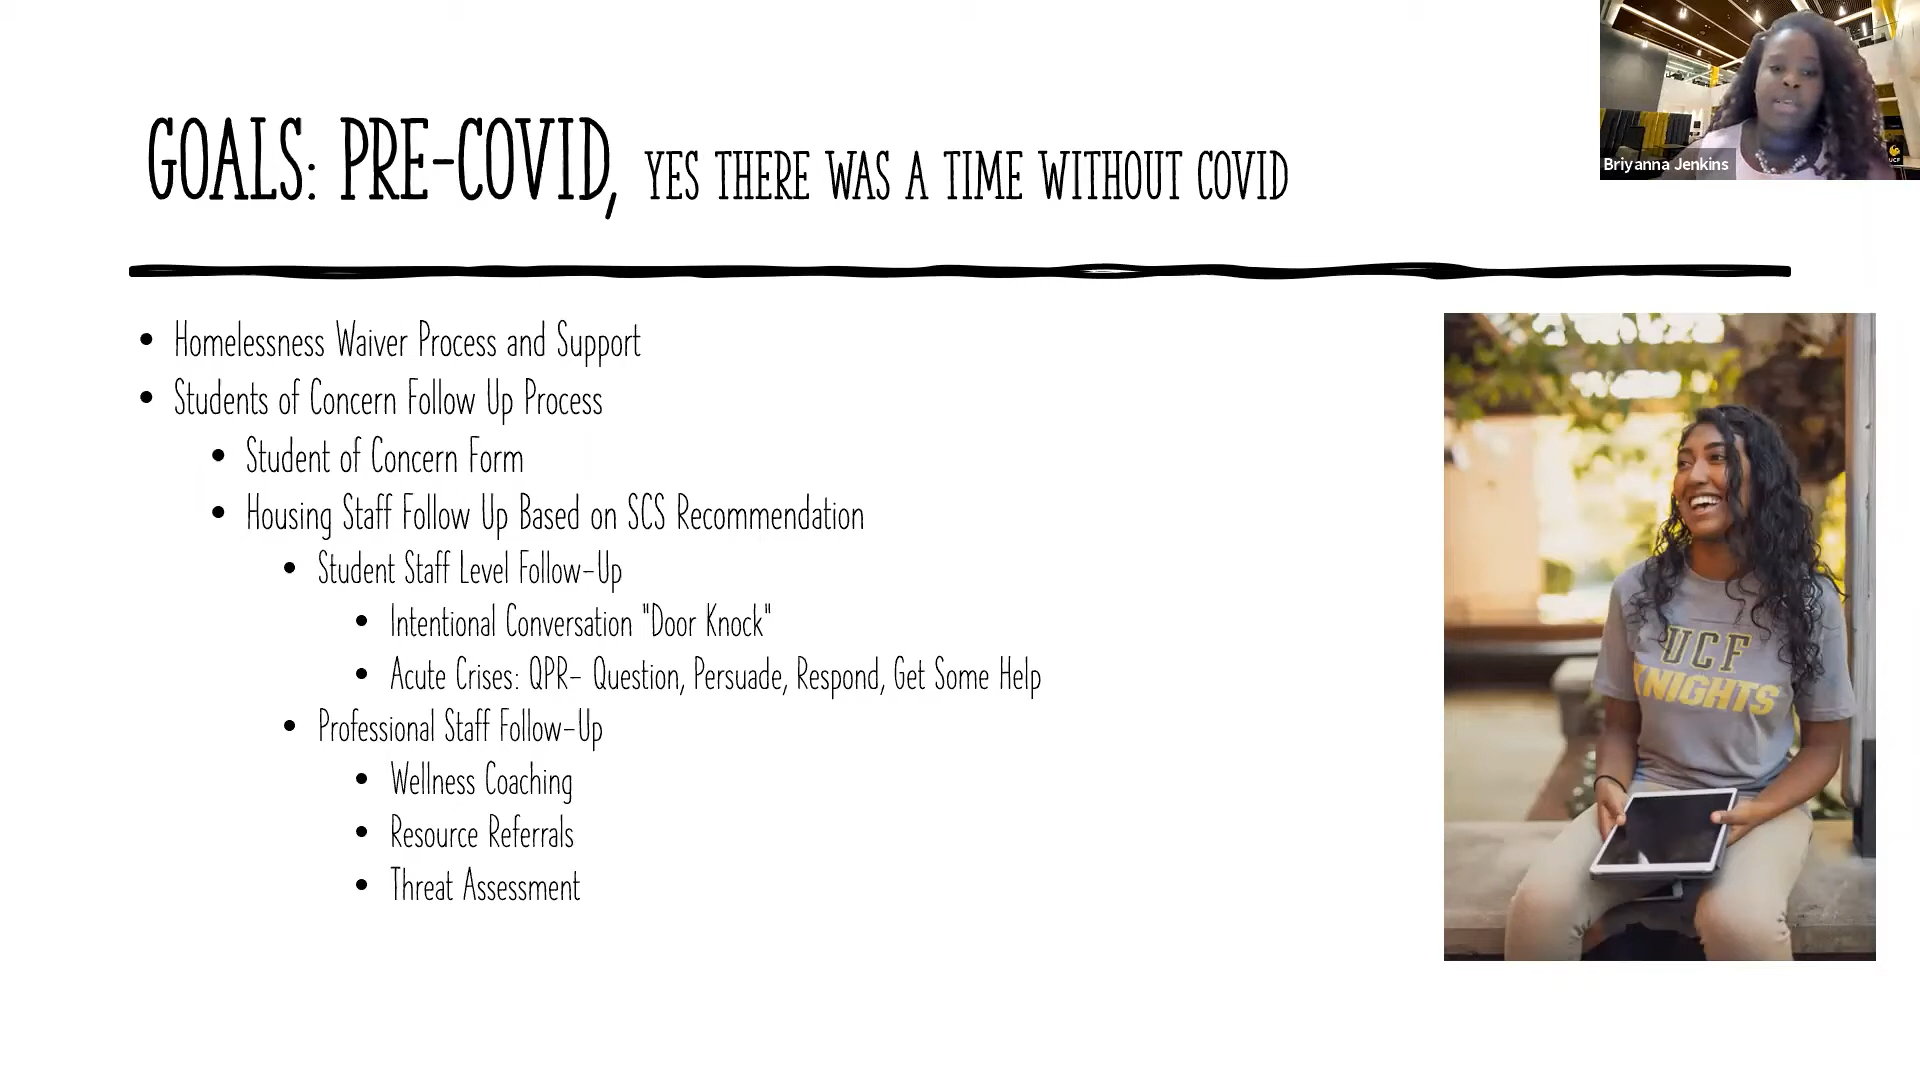 GOALS: PRE-COVID, YES THERE WAS A TIME WITHOUT COVID
Briyanna Jenkins
UCF
• Homelessness Waiver Process and Support
• Students of Concern Follow Up Process
• Student of Concern Form
• Housing Staff Follow Up Based on SCS Recommendation
• Student Staff Level Follow-Up
• Intentional Conversation "Door Knock"
• Acute Crises: QPR- Question, Persuade, Respond, Get Some Help
• Professional Staff Follow-Up
• Wellness Coaching
• Resource Referrals
• Threat Assessment
UCF
KNIGHTS